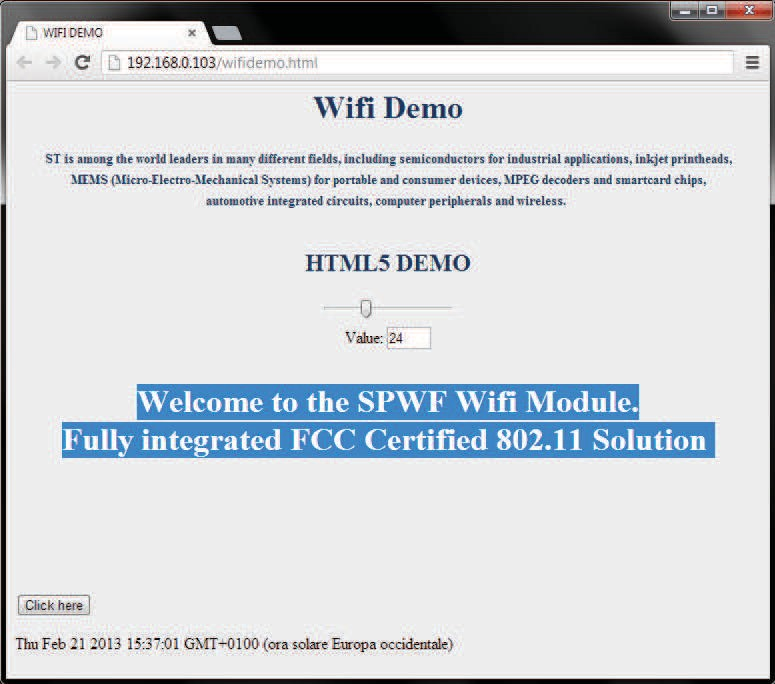 WIFI DEMO
192.168.0.103/wifidemo.html
Wifi Demo
ST is among the world leaders in many different fields, including semiconductors for industrial applications, inkjet printheads,
MEMS (Micro-Electro-Mechanical Systems) for portable and consumer devices, MPEG decoders and smartcard chips,
automotive integrated circuits, computer peripherals and wireless.
HTML5 DEMO
Value: 24
Welcome to the SPWF Wifi Module.
Fully integrated FCC Certified 802.11 Solution
Click here
Thu Feb 21 2013 15:37:01 GMT+0100 (ora solare Europa occidentale)